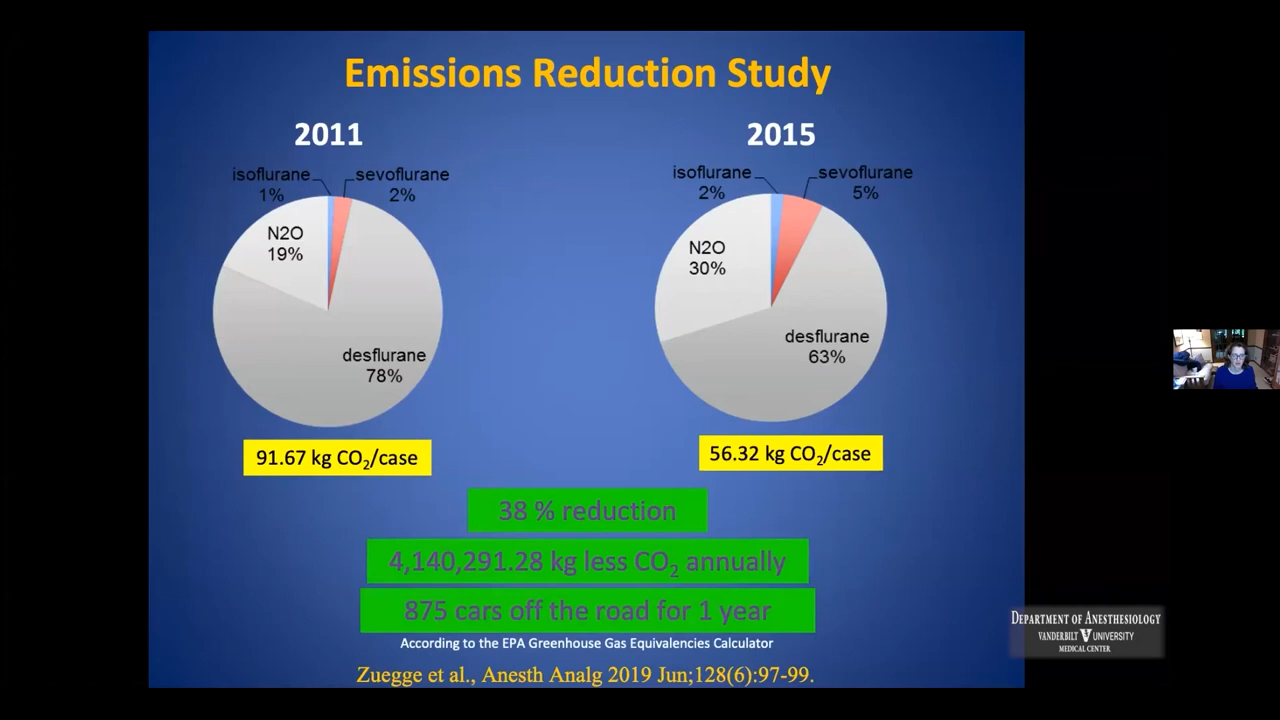 Emissions Reduction Study
2011
2015
isoflurane
1%
sevoflurane
2%
N2O
19%
desflurane
78%
91.67 kg CO₂/case
isoflurane
2%
sevoflurane
5%
N2O
30%
desflurane
63%
56.32 kg CO₂/case
38 % reduction
4,140,291.28 kg less CO₂ annually
875 cars off the road for 1 year
According to the EPA Greenhouse Gas Equivalencies Calculator
Zuegge et al., Anesth Analg 2019 Jun;128(6):97-99.
DEPARTMENT OF ANESTHESIOLOGY
VANDERBILT UNIVERSITY
MEDICAL CENTER